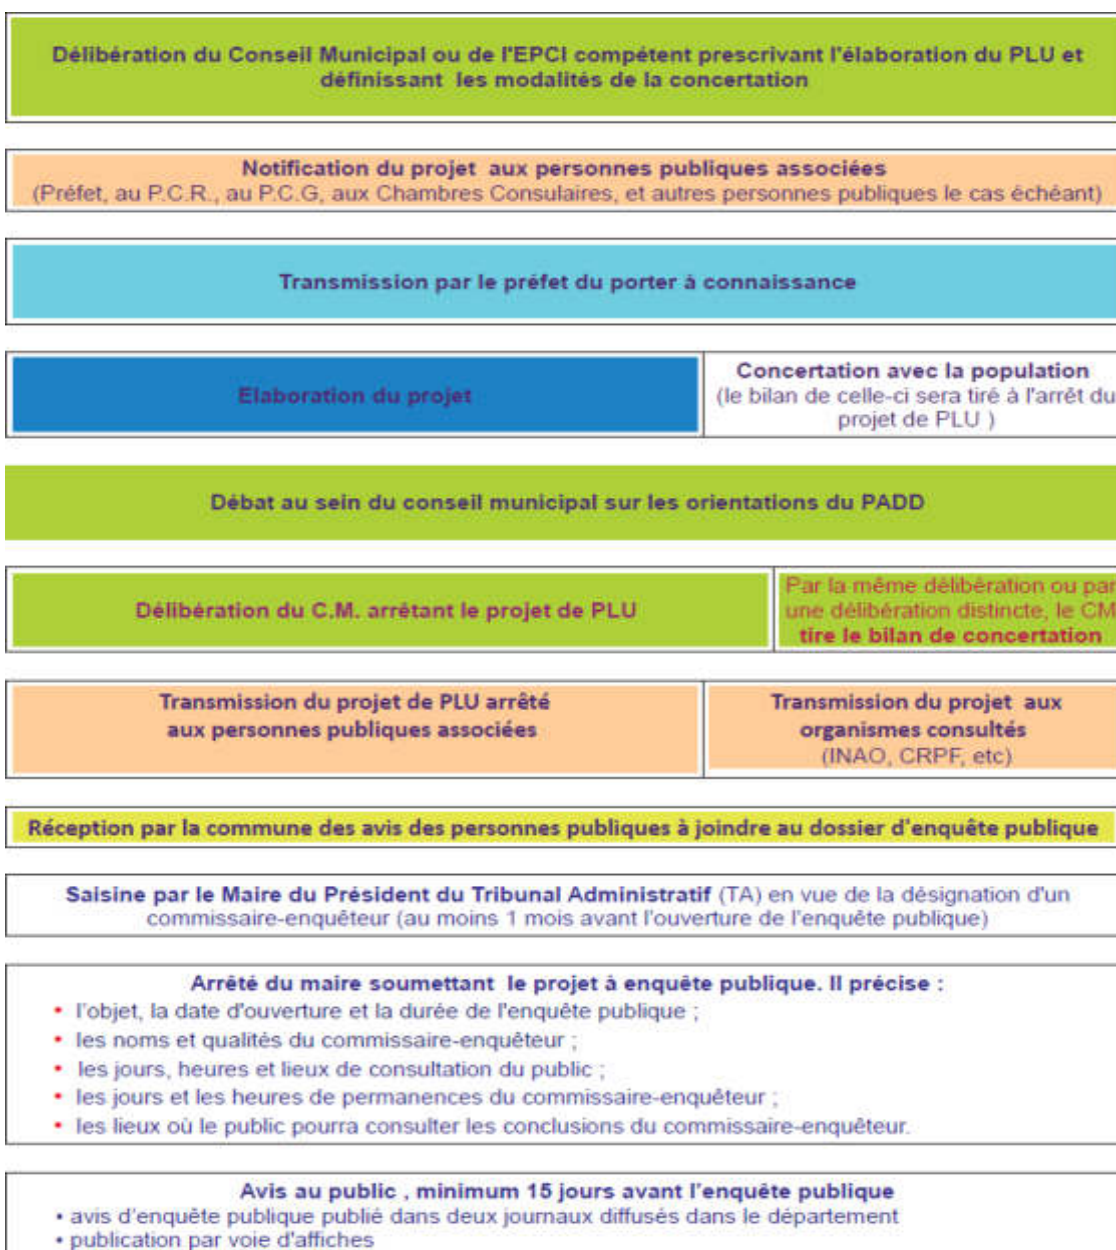 Délibération du Conseil Municipal ou de l'EPCI compétent prescrivant l'élaboration du PLU et
définissant les modalités de la concertation
Notification du projet aux personnes publiques associées
(Préfet, au P.C.R., au P.C.G, aux Chambres Consulaires, et autres personnes publiques le cas échéant)
Transmission par le préfet du porter à connaissance
Elaboration du projet
Concertation avec la population
(le bilan de celle-ci sera tiré à l'arrêt du
projet de PLU )
Débat au sein du conseil municipal sur les orientations du PADD
Délibération du C.M. arrêtant le projet de PLU
Par la même délibération ou par
une délibération distincte, le CM
tire le bilan de concertation
Transmission du projet de PLU arrêté
aux personnes publiques associées
Transmission du projet aux
organismes consultés
(INAO, CRPF, etc)
Réception par la commune des avis des personnes publiques à joindre au dossier d'enquête publique
Saisine par le Maire du Président du Tribunal Administratif (TA) en vue de la désignation d'un
commissaire-enquêteur (au moins 1 mois avant l'ouverture de l'enquête publique)
Arrêté du maire soumettant le projet à enquête publique. Il précise :
• l'objet, la date d'ouverture et la durée de l'enquête publique ;
• les noms et qualités du commissaire-enquêteur ;
• les jours, heures et lieux de consultation du public ;
• les jours et les heures de permanences du commissaire-enquêteur ;
• les lieux où le public pourra consulter les conclusions du commissaire-enquêteur.
Avis au public , minimum 15 jours avant l'enquête publique
• avis d'enquête publique publié dans deux journaux diffusés dans le département
• publication par voie d'affiches